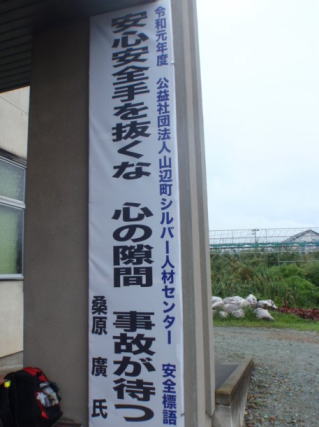 令和元年度 公益社団法人山辺町シルバー人材センター 安全標語
安心安全手を抜くな 心の隙間 事故が待つ
桑原 廣 氏